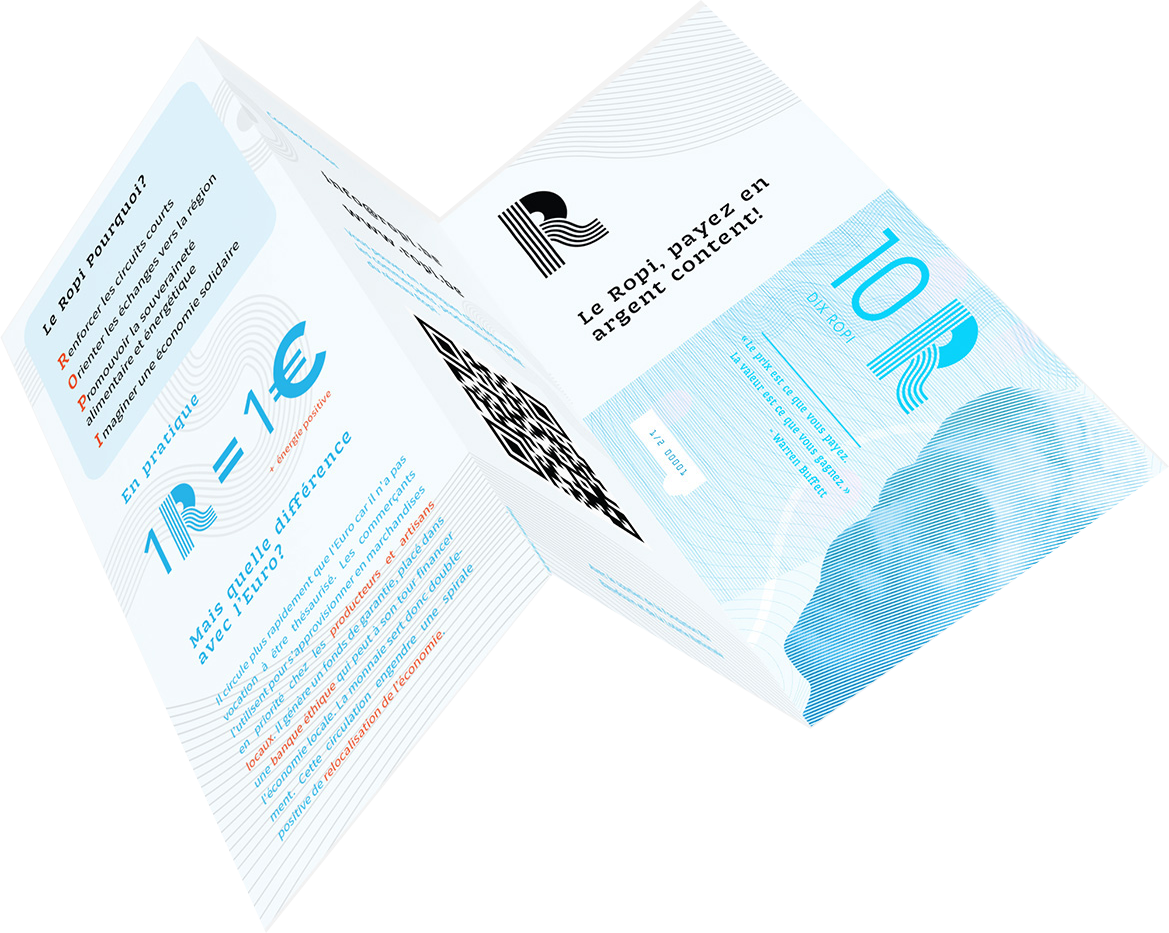 Le Ropi Pourquoi?
Renforcer les circuits courts
Orienter les échanges vers la région
Promouvoir la souveraineté
alimentaire et énergétique
Imaginer une économie solidaire
En pratique
1R = 1€
+ énergie positive
Mais quelle différence
avec l'Euro?
Il circule plus rapidement que l'Euro car il n'a pas
vocation à être thésaurisé. Les commerçants
l'utilisent pour s'approvisionner en marchandises
en priorité chez les producteurs et artisans
locaux. Il génère un fonds de garantie, placé dans
une banque éthique qui peut à son tour financer
l'économie locale. La monnaie sert donc double-
ment. Cette circulation engendre une spirale
positive de relocalisation de l'économie.
R
Le Ropi, payez en
argent content!
10 R
DIX ROPI
«Le prix est ce que vous payez.
La valeur est ce que vous gagnez.»
- Warren Buffett
1/2 00001